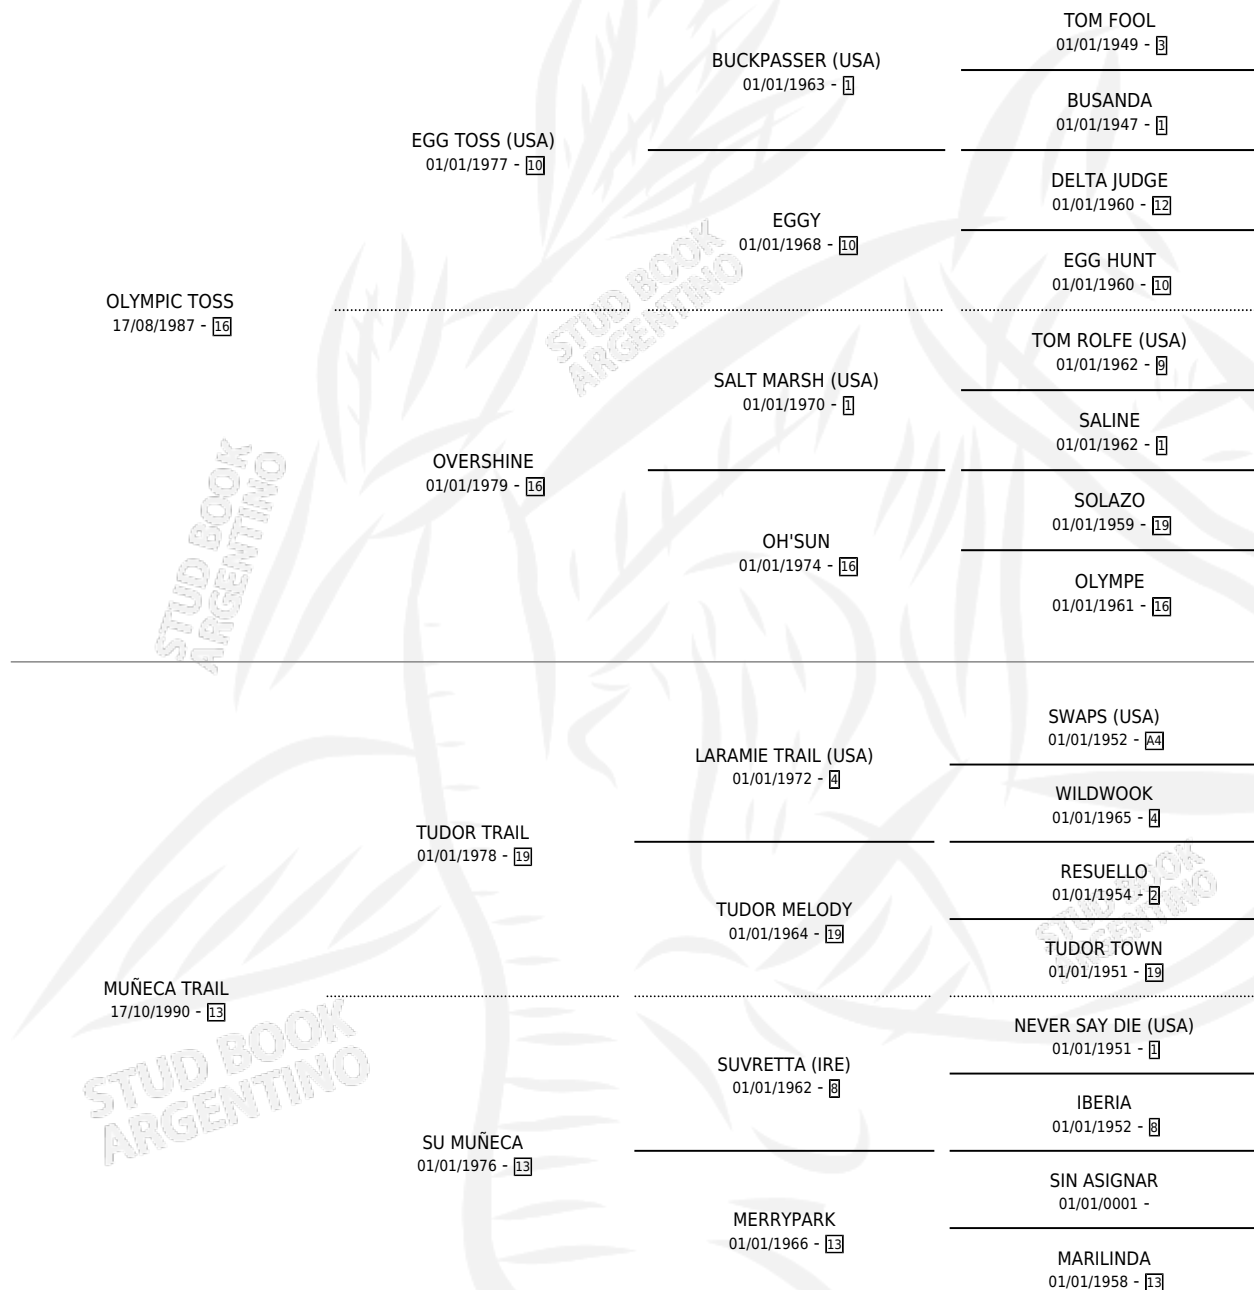 TOM FOOL
01/01/1949 - 3
BUCKPASSER (USA)
01/01/1963 - 1
BUSANDA
01/01/1947 - 1
EGG TOSS (USA)
01/01/1977 - 10
DELTA JUDGE
01/01/1960 - 12
EGGY
01/01/1968 - 10
EGG HUNT
01/01/1960 - 10
OLYMPIC TOSS
17/08/1987 - 16
STUD BOOK
ARGENTINO
TOM ROLFE (USA)
01/01/1962 - 9
SALT MARSH (USA)
01/01/1970 - 1
SALINE
01/01/1962 - 1
OVERSHINE
01/01/1979 - 16
SOLAZO
01/01/1959 - 19
OH'SUN
01/01/1974 - 16
OLYMPE
01/01/1961 - 16
STUD BOOK
ARGENTINO
SWAPS (USA)
01/01/1952 - A4
LARAMIE TRAIL (USA)
01/01/1972 - 4
WILDWOOK
01/01/1965 - 4
TUDOR TRAIL
01/01/1978 - 19
RESUELLO
01/01/1954 - 2
TUDOR MELODY
01/01/1964 - 19
STUD BOOK
ARGENTINO
TUDOR TOWN
01/01/1951 - 19
MUÑECA TRAIL
17/10/1990 - 13
STUD BOOK
ARGENTINO
NEVER SAY DIE (USA)
01/01/1951 - 1
SUVRETTA (IRE)
01/01/1962 - 8
IBERIA
01/01/1952 - 8
SU MUÑECA
01/01/1976 - 13
SIN ASIGNAR
01/01/0001 -
MERRYPARK
01/01/1966 - 13
MARILINDA
01/01/1958 - 13